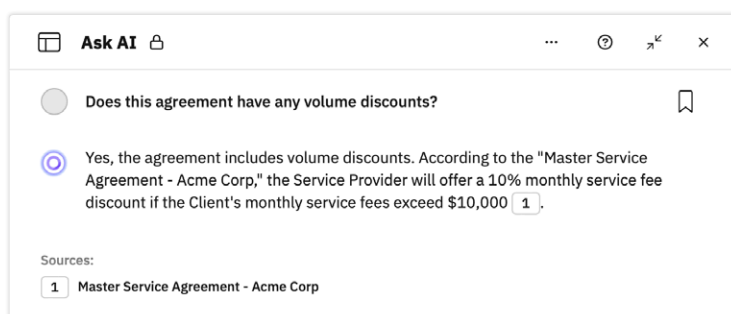 Ask AI
Does this agreement have any volume discounts?
Yes, the agreement includes volume discounts. According to the "Master Service
Agreement - Acme Corp," the Service Provider will offer a 10% monthly service fee
discount if the Client's monthly service fees exceed $10,000 1.
Sources:
1 Master Service Agreement - Acme Corp